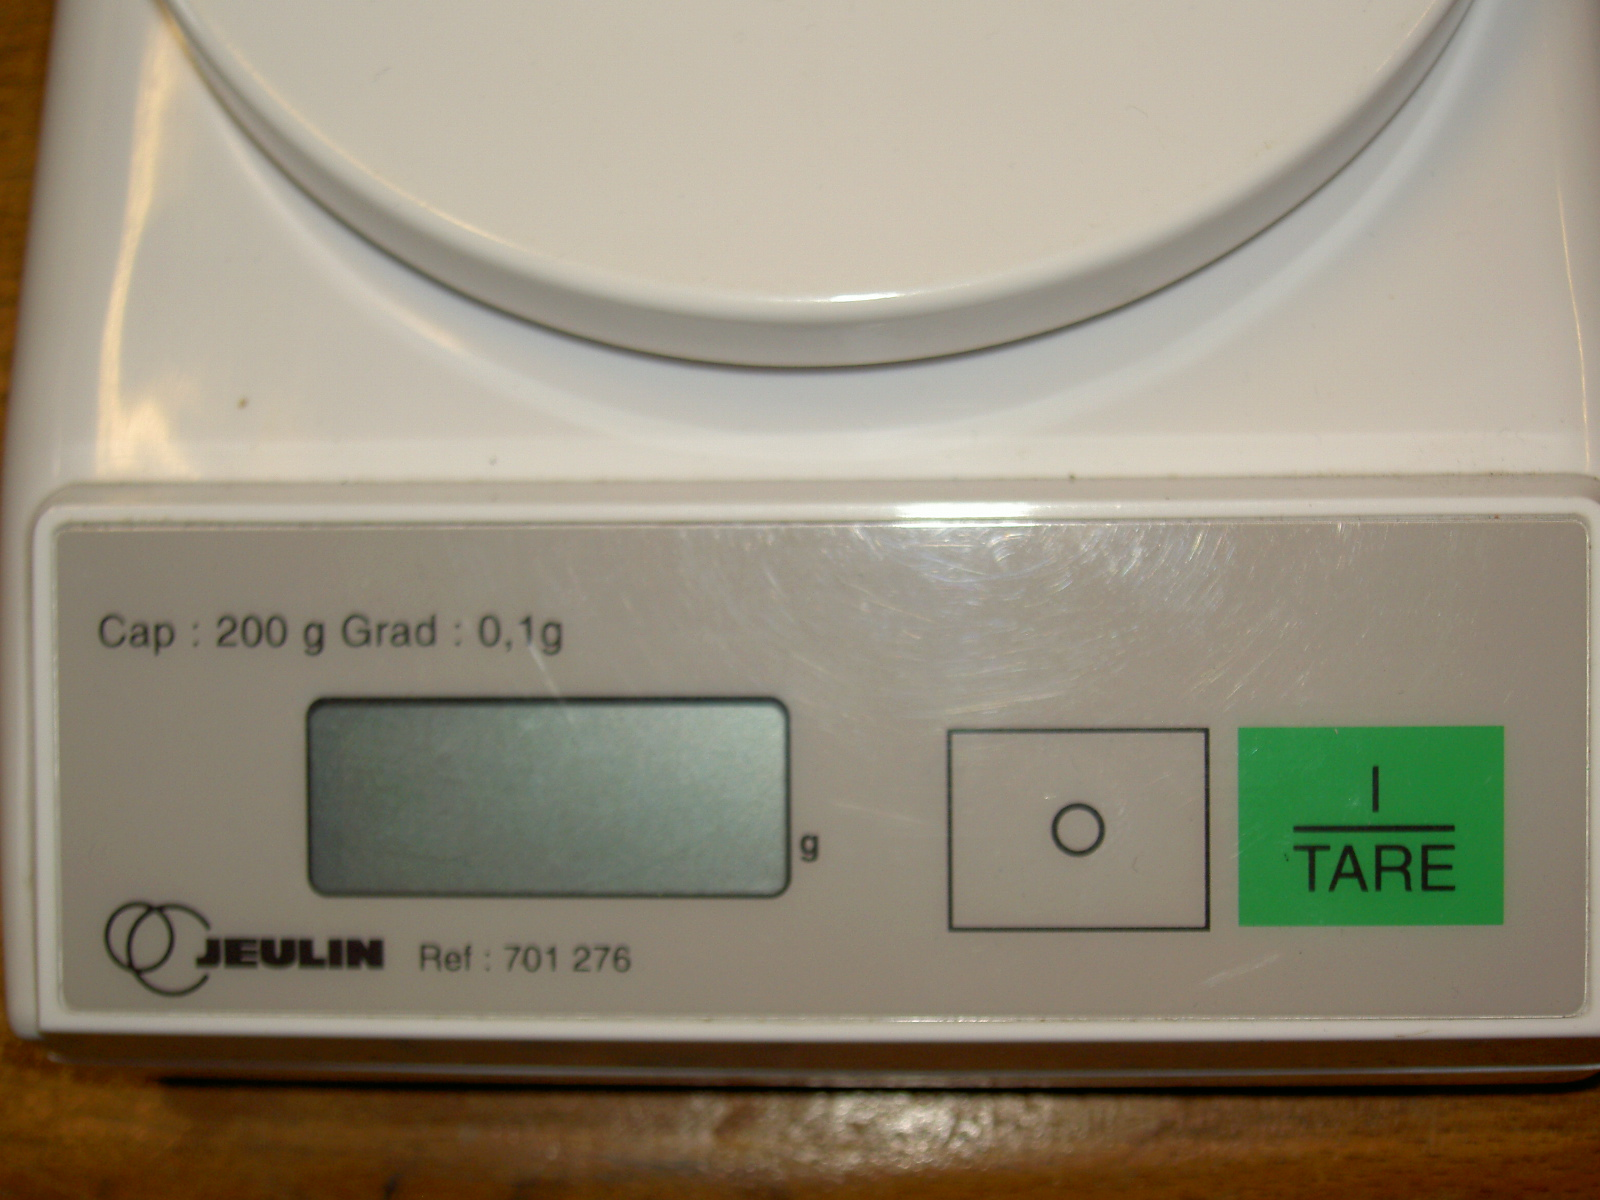 Cap : 200 g Grad : 0,1g
g
O
I
TARE
JEULIN Ref : 701 276